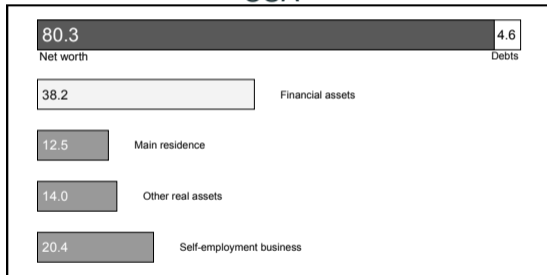 80.3
4.6
Net worth
Debts
38.2
Financial assets
12.5
Main residence
14.0
Other real assets
20.4
Self-employment business